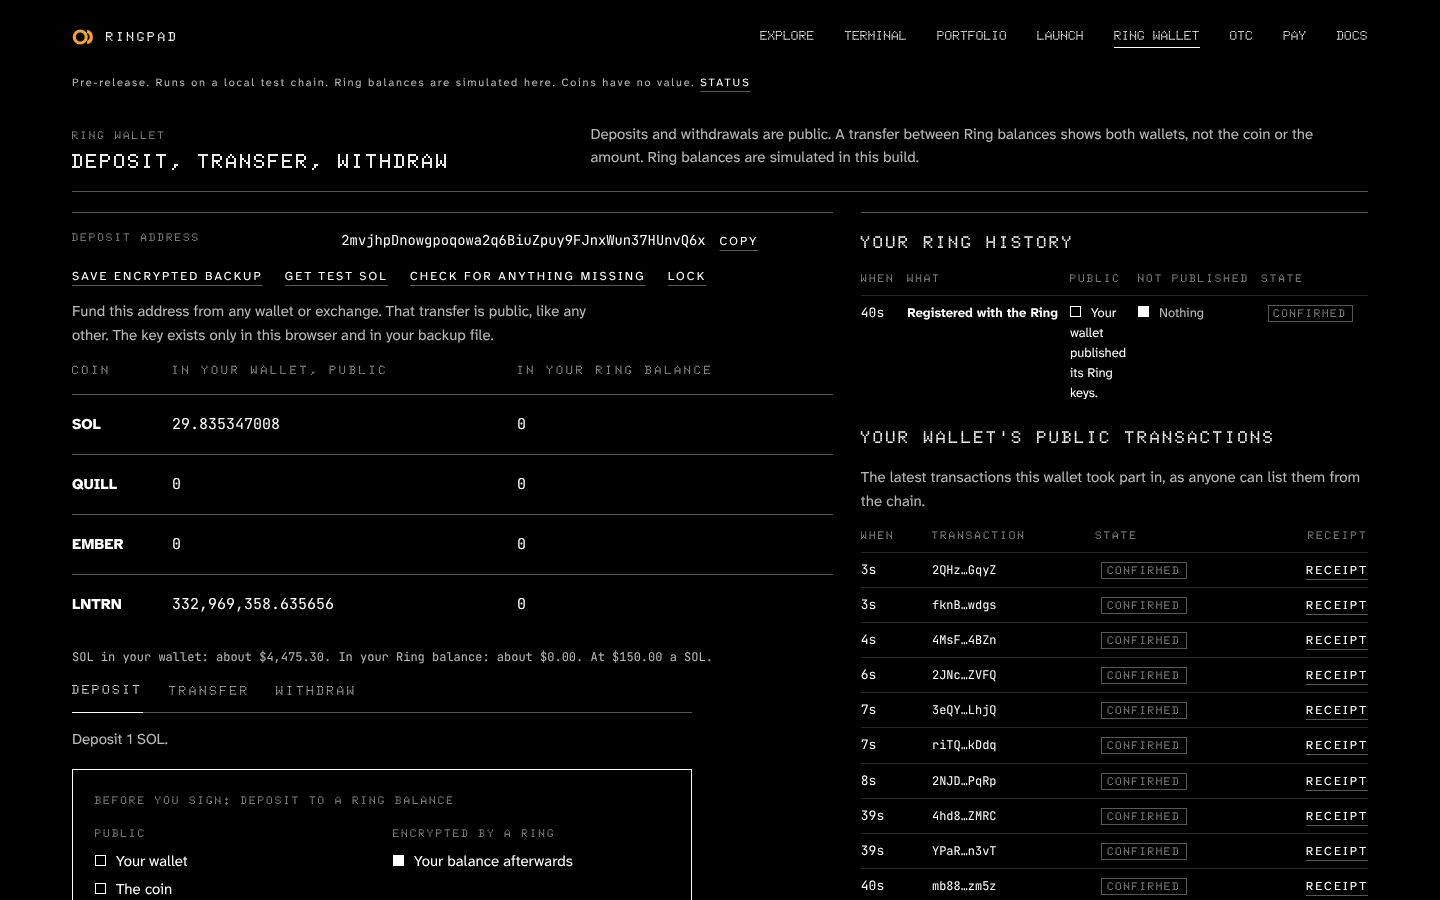 RINGPAD
EXPLORE TERMINAL PORTFOLIO LAUNCH RING WALLET OTC PAY DOCS
Pre-release. Runs on a local test chain. Ring balances are simulated here. Coins have no value. STATUS
RING WALLET
DEPOSIT, TRANSFER, WITHDRAW
Deposits and withdrawals are public. A transfer between Ring balances shows both wallets, not the coin or the
amount. Ring balances are simulated in this build.
DEPOSIT ADDRESS 2mvjhpDnowgpoqowa2q6BiuZpuy9FJnxWun37HUnvQ6x COPY
SAVE ENCRYPTED BACKUP GET TEST SOL CHECK FOR ANYTHING MISSING LOCK
Fund this address from any wallet or exchange. That transfer is public, like any
other. The key exists only in this browser and in your backup file.
COIN IN YOUR WALLET, PUBLIC IN YOUR RING BALANCE
SOL 29.835347008 0
QUILL 0 0
EMBER 0 0
LNTRN 332,969,358.635656 0
SOL in your wallet: about $4,475.30. In your Ring balance: about $0.00. At $150.00 a SOL.
DEPOSIT TRANSFER WITHDRAW
Deposit 1 SOL.
BEFORE YOU SIGN: DEPOSIT TO A RING BALANCE
PUBLIC ENCRYPTED BY A RING
Your wallet Your balance afterwards
The coin
YOUR RING HISTORY
WHEN WHAT PUBLIC NOT PUBLISHED STATE
40s Registered with the Ring Your Nothing CONFIRMED
wallet
published
its Ring
keys.
YOUR WALLET'S PUBLIC TRANSACTIONS
The latest transactions this wallet took part in, as anyone can list them from
the chain.
WHEN TRANSACTION STATE RECEIPT
3s 2QHz…GqyZ CONFIRMED RECEIPT
3s fknB…wdgs CONFIRMED RECEIPT
4s 4MsF…4BZn CONFIRMED RECEIPT
6s 2JNc…ZVFQ CONFIRMED RECEIPT
7s 3eQY…LhjQ CONFIRMED RECEIPT
7s riTQ…kDdq CONFIRMED RECEIPT
8s 2NJD…PqRp CONFIRMED RECEIPT
39s 4hd8…ZMRC CONFIRMED RECEIPT
39s YPaR…n3vT CONFIRMED RECEIPT
40s mb88…zm5z CONFIRMED RECEIPT